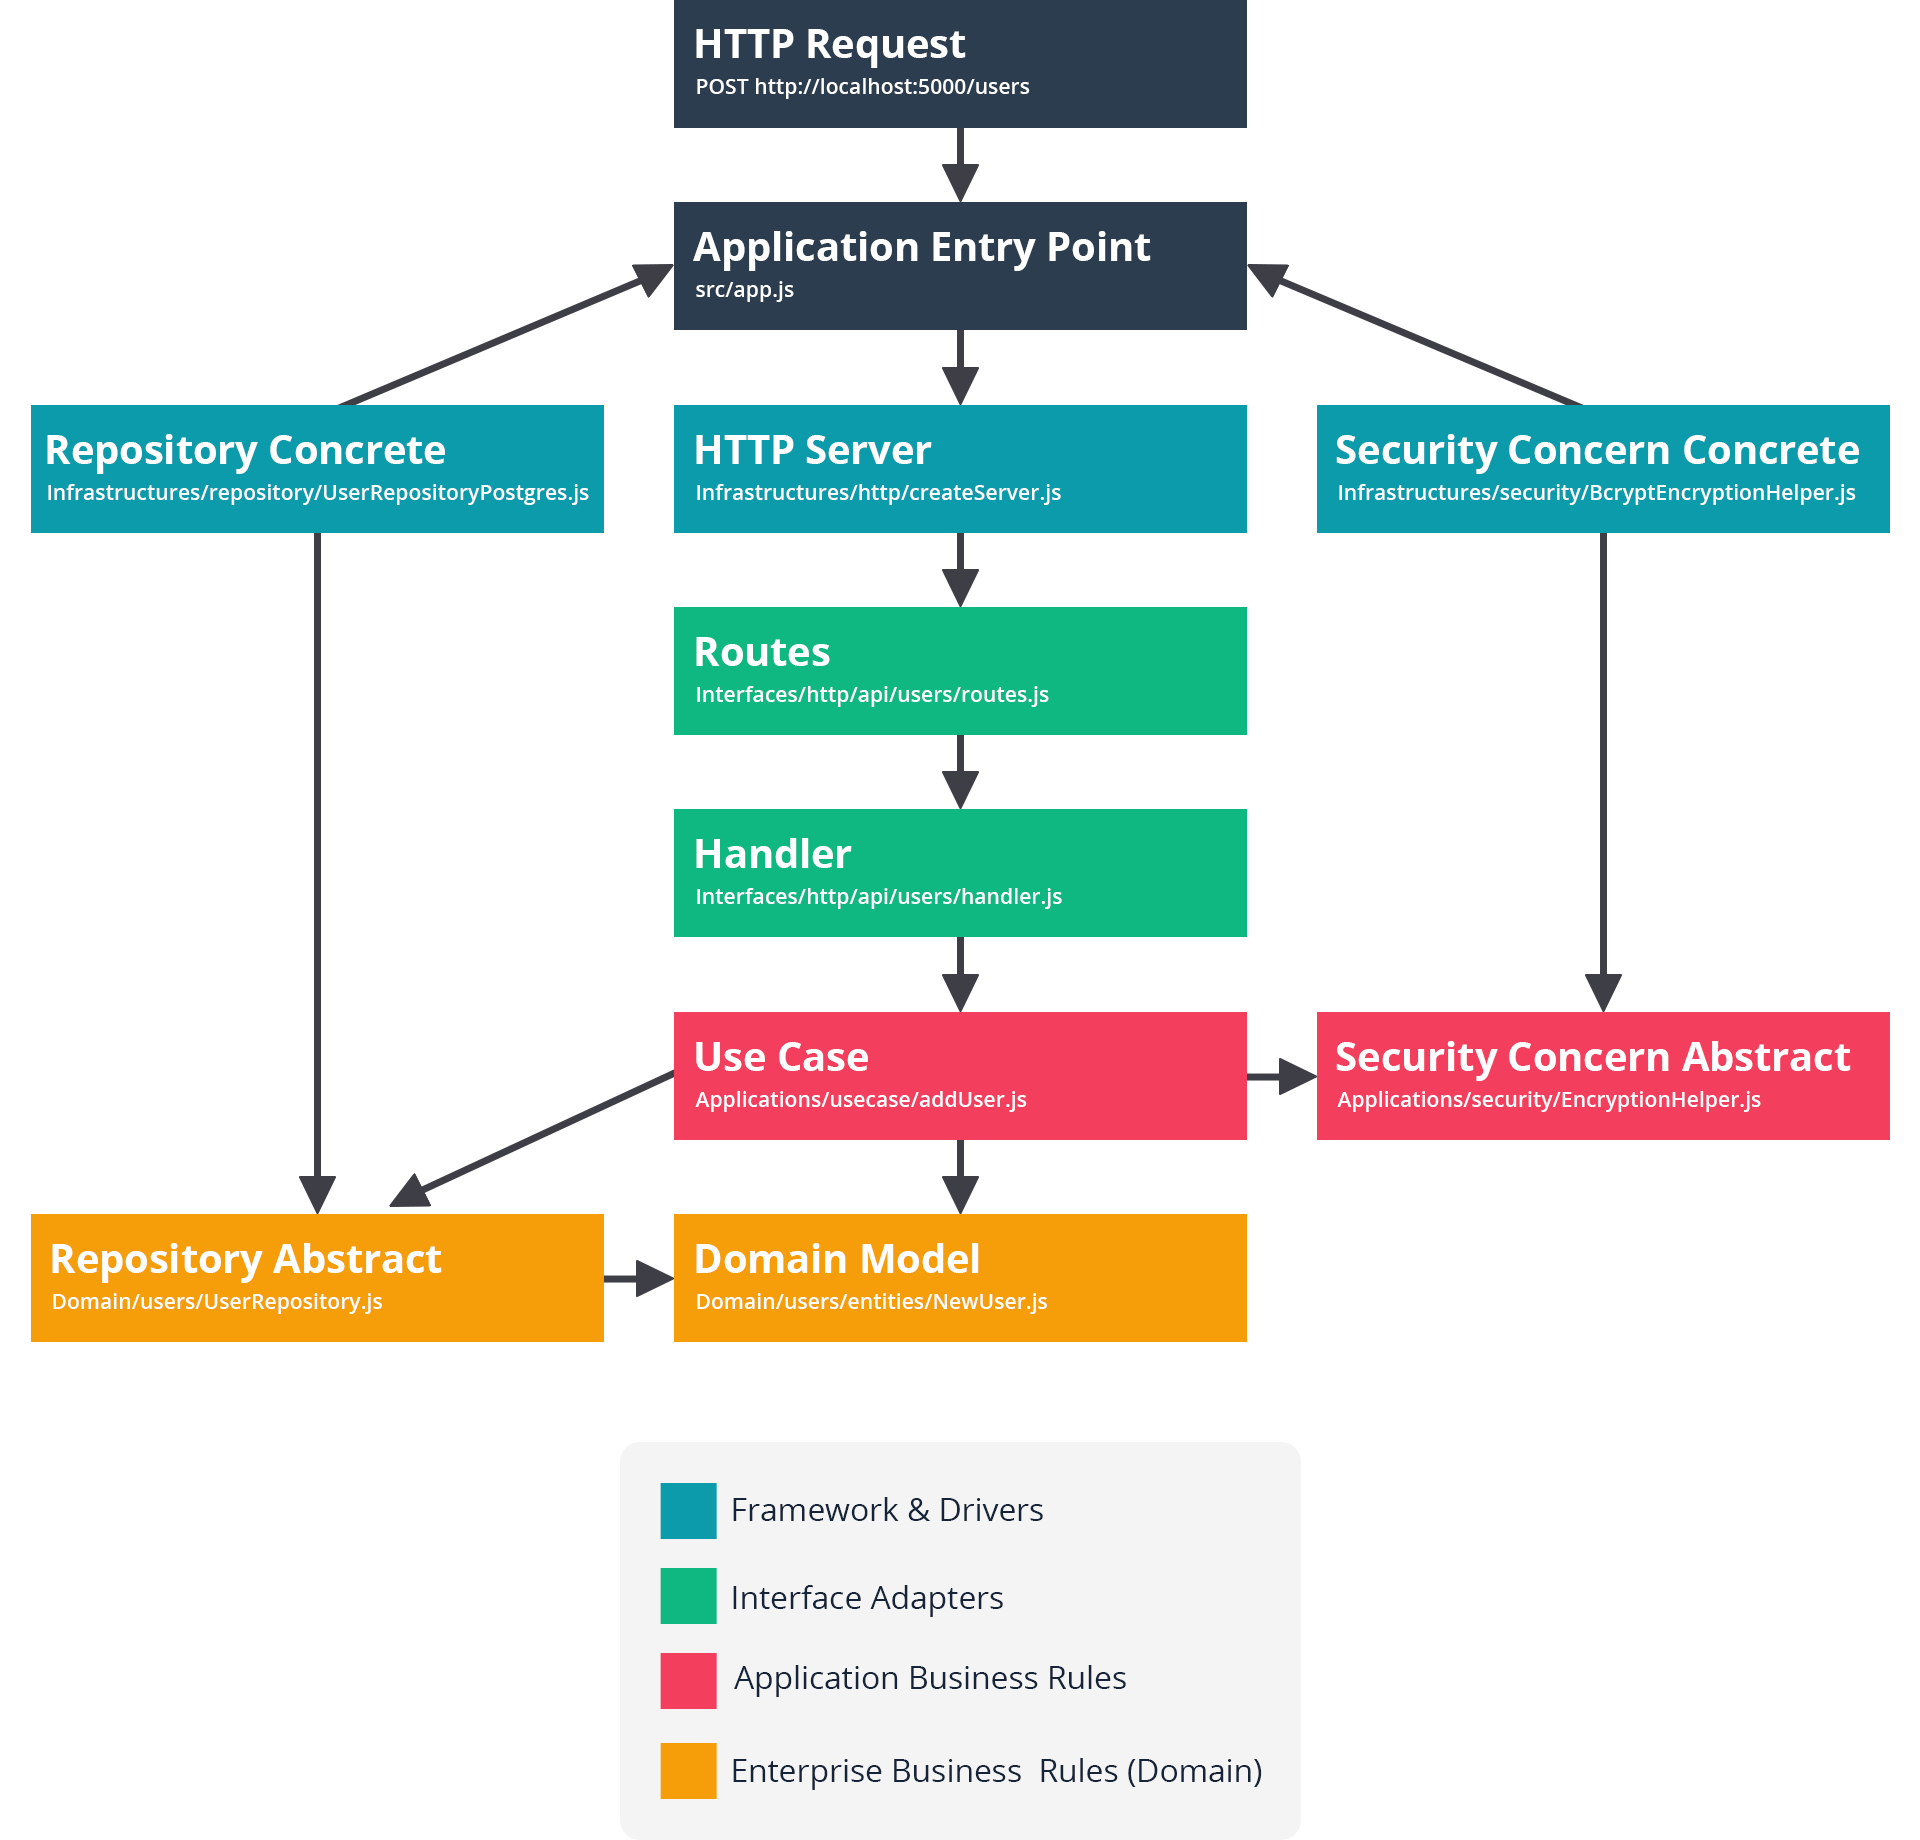 HTTP Request
POST http://localhost:5000/users
Application Entry Point
src/app.js
Repository Concrete
Infrastructures/repository/UserRepositoryPostgres.js
HTTP Server
Infrastructures/http/createServer.js
Security Concern Concrete
Infrastructures/security/BcryptEncryptionHelper.js
Routes
Interfaces/http/api/users/routes.js
Handler
Interfaces/http/api/users/handler.js
Use Case
Applications/usecase/addUser.js
Security Concern Abstract
Applications/security/EncryptionHelper.js
Repository Abstract
Domain/users/UserRepository.js
Domain Model
Domain/users/entities/NewUser.js
Framework & Drivers
Interface Adapters
Application Business Rules
Enterprise Business  Rules (Domain)